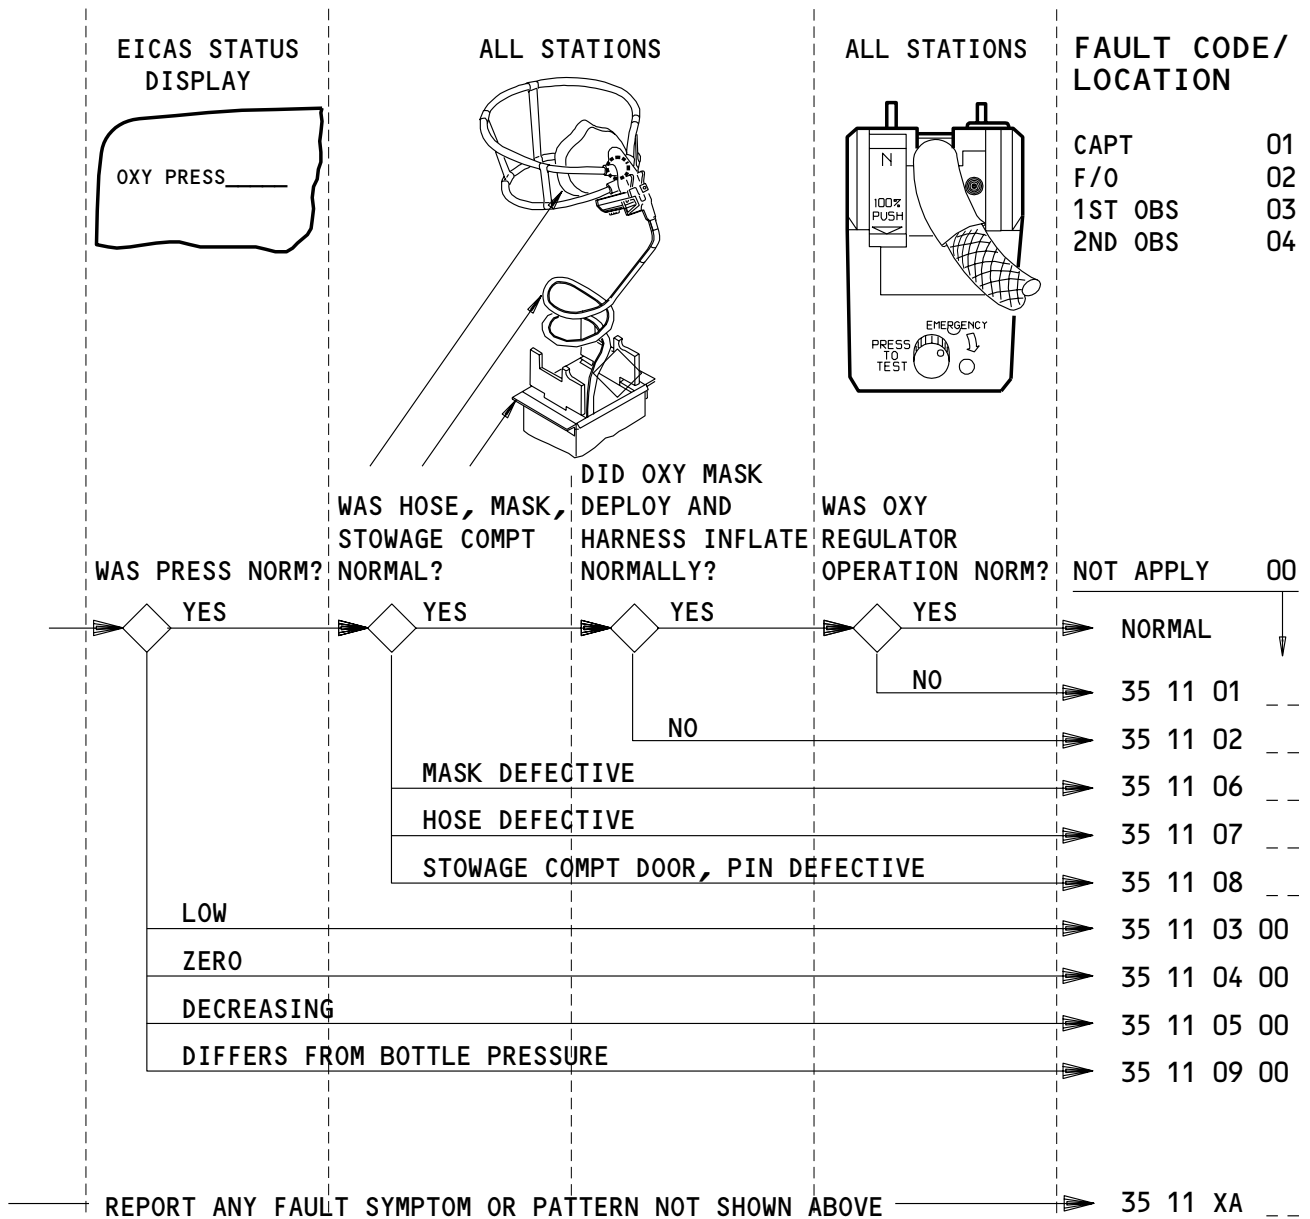 EICAS STATUS
DISPLAY
OXY PRESS_____
ALL STATIONS
ALL STATIONS
N
100%
PUSH
EMERGENCY
PRESS
TO
TEST
FAULT CODE/
LOCATION
CAPT 01
F/O 02
1ST OBS 03
2ND OBS 04
WAS PRESS NORM?
WAS HOSE, MASK,
STOWAGE COMPT
NORMAL?
DID OXY MASK
DEPLOY AND
HARNESS INFLATE
NORMALLY?
WAS OXY
REGULATOR
OPERATION NORM?
NOT APPLY 00
YES
YES
YES
YES
NORMAL
NO
35 11 01 _ _
NO
35 11 02 _ _
MASK DEFECTIVE
35 11 06 _ _
HOSE DEFECTIVE
35 11 07 _ _
STOWAGE COMPT DOOR, PIN DEFECTIVE
35 11 08 _ _
LOW
35 11 03 00
ZERO
35 11 04 00
DECREASING
35 11 05 00
DIFFERS FROM BOTTLE PRESSURE
35 11 09 00
REPORT ANY FAULT SYMPTOM OR PATTERN NOT SHOWN ABOVE
35 11 XA _ _